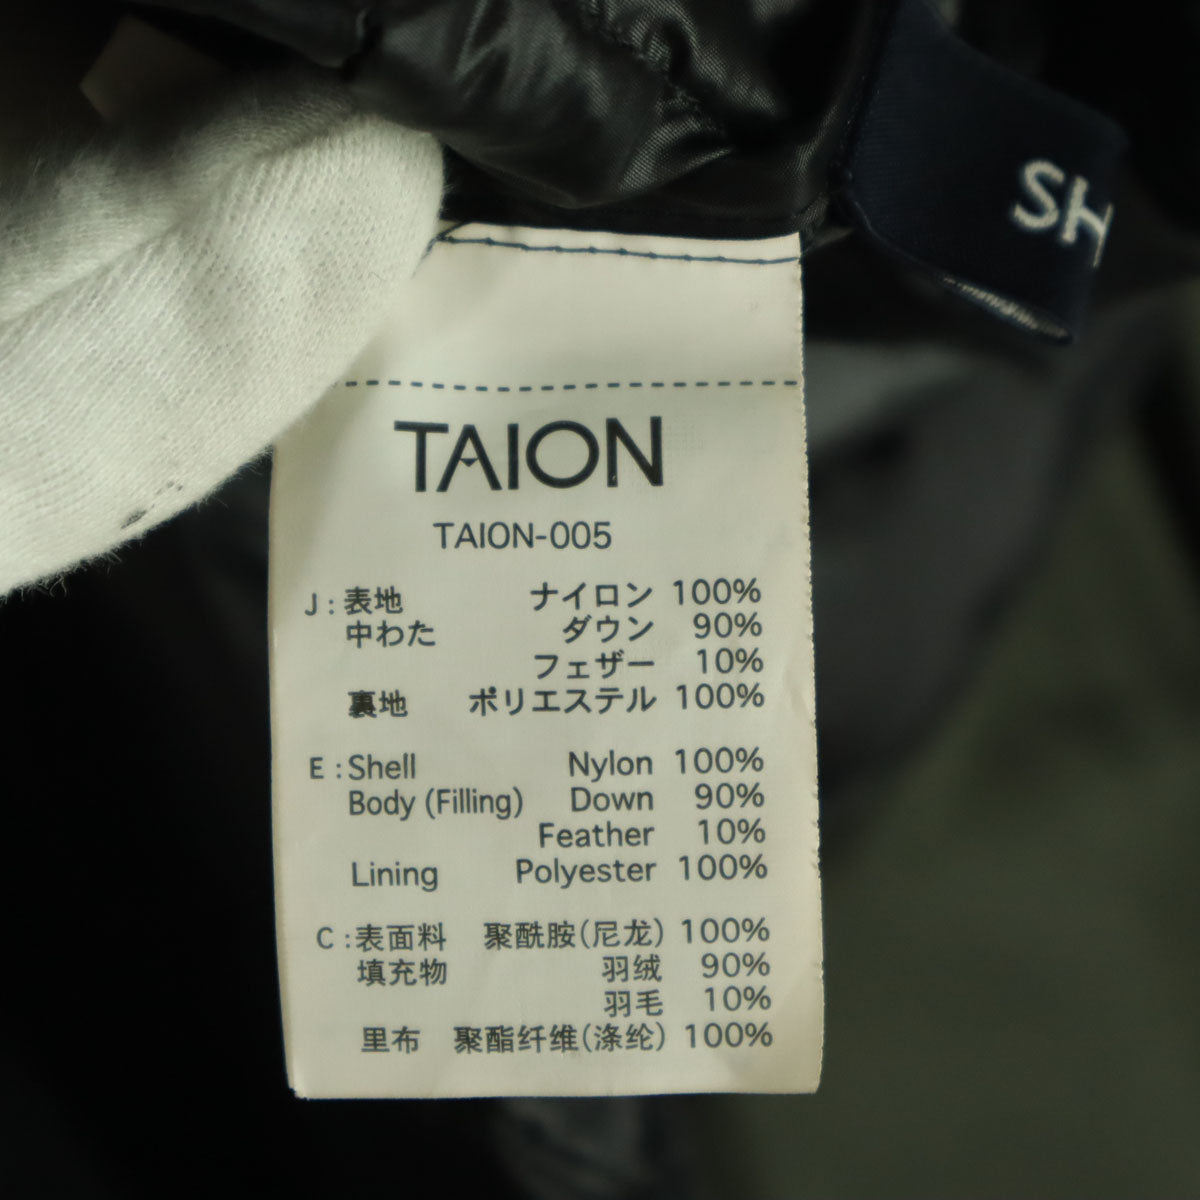 SH
TAION
TAION-005
J : 表地 ナイロン 100%
中わた ダウン 90%
フェザー 10%
裏地 ポリエステル 100%
E : Shell Nylon 100%
Body (Filling) Down 90%
Feather 10%
Lining Polyester 100%
C : 表面料 聚酰胺(尼龙) 100%
填充物 羽绒 90%
羽毛 10%
里布 聚酯纤维(涤纶) 100%